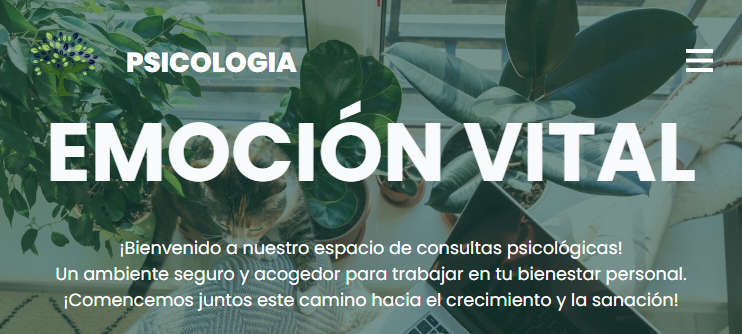 PSICOLOGIA
EMOCIÓN VITAL
¡Bienvenido a nuestro espacio de consultas psicológicas!
Un ambiente seguro y acogedor para trabajar en tu bienestar personal.
¡Comencemos juntos este camino hacia el crecimiento y la sanación!